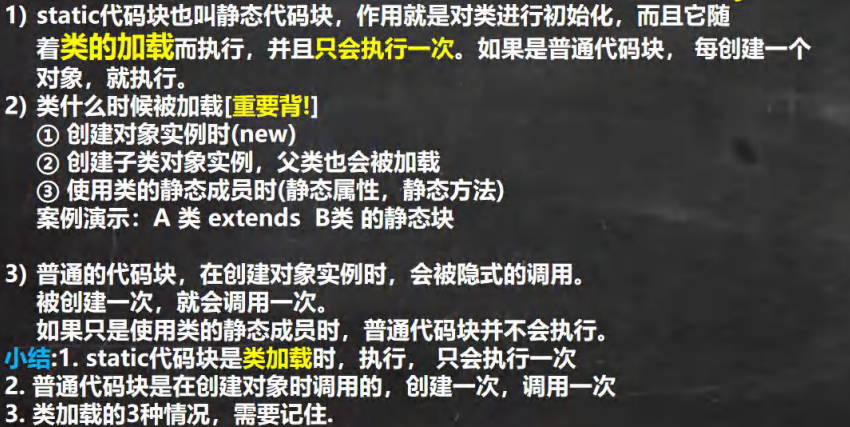 1) static代码块也叫静态代码块，作用就是对类进行初始化，而且它随
着类的加载而执行，并且只会执行一次。如果是普通代码块， 每创建一个
对象，就执行。
2) 类什么时候被加载[重要背!]
① 创建对象实例时(new)
② 创建子类对象实例，父类也会被加载
③ 使用类的静态成员时(静态属性，静态方法)
案例演示：A 类 extends B类 的静态块
3) 普通的代码块，在创建对象实例时，会被隐式的调用。
被创建一次，就会调用一次。
如果只是使用类的静态成员时，普通代码块并不会执行。
小结:1. static代码块是类加载时，执行， 只会执行一次
2. 普通代码块是在创建对象时调用的，创建一次，调用一次
3. 类加载的3种情况，需要记住.